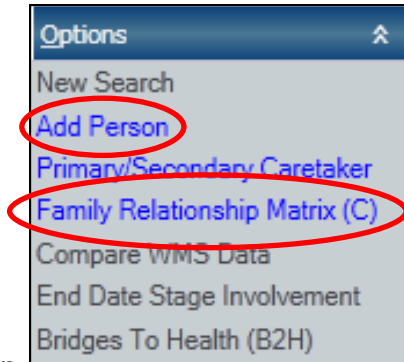 Options
New Search
Add Person
Primary/Secondary Caretaker
Family Relationship Matrix (C)
Compare WMS Data
End Date Stage Involvement
Bridges To Health (B2H)